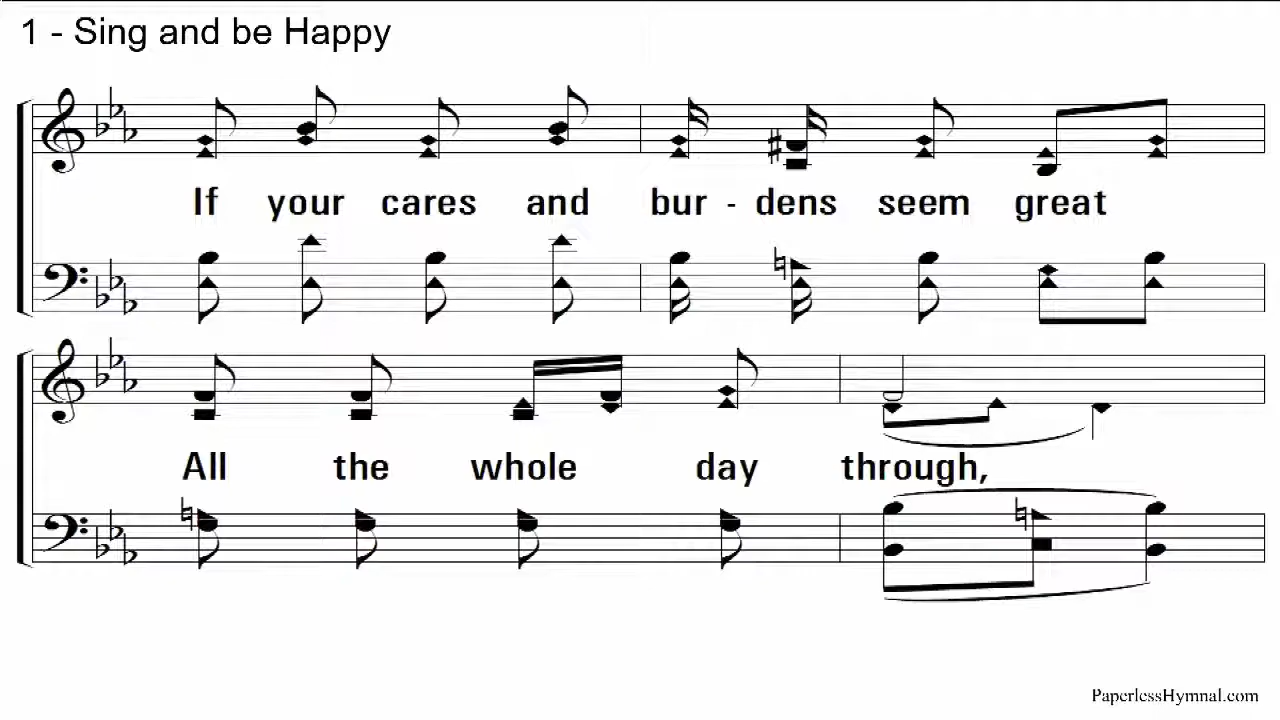 1 - Sing and be Happy
If your cares and bur - dens seem great
All the whole day through,
PaperlessHymnal.com